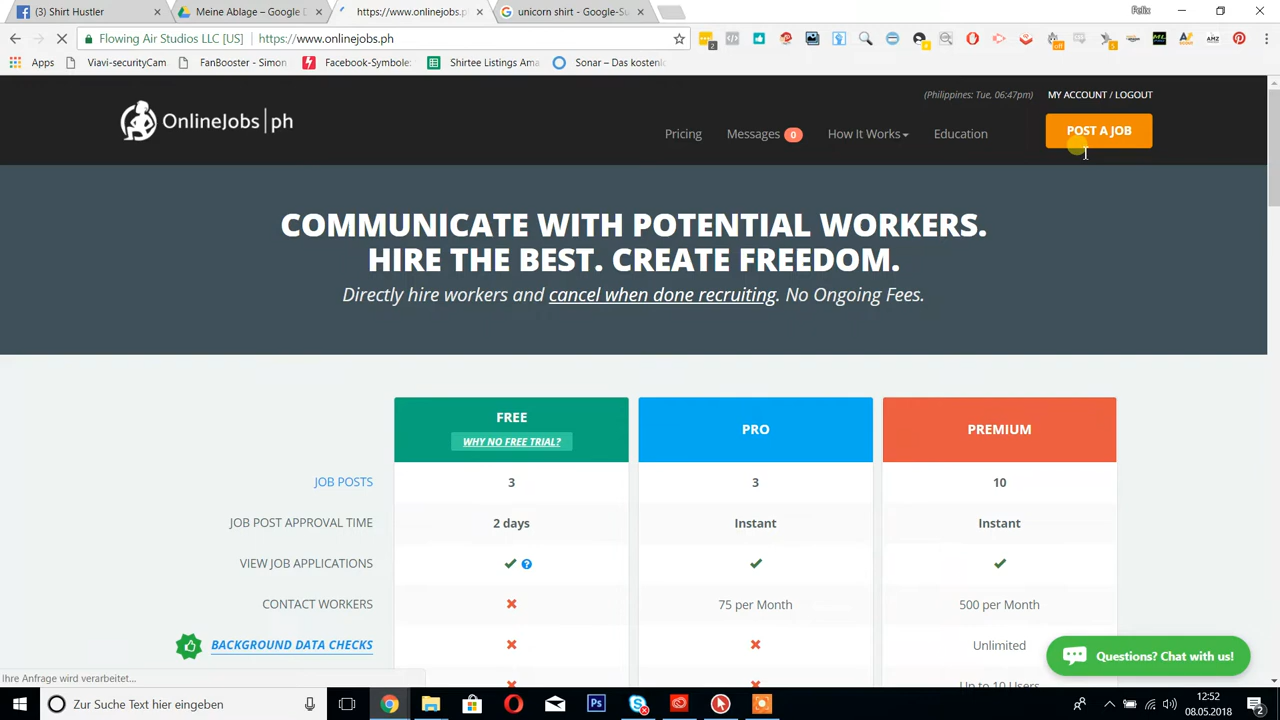 (3) Shirt Hustler
Meine Ablage – Google D
https://www.onlinejobs.p
unicorn shirt - Google-Su
Felix
Flowing Air Studios LLC [US]
https://www.onlinejobs.ph
Apps
Viavi-securityCam
FanBooster - Simon
Facebook-Symbole:
Shirtee Listings Ama
Sonar – Das kosten
(Philippines: Tue, 06:47pm)
MY ACCOUNT / LOGOUT
OnlineJobs|ph
Pricing
Messages 0
How It Works
Education
POST A JOB
COMMUNICATE WITH POTENTIAL WORKERS.
HIRE THE BEST. CREATE FREEDOM.
Directly hire workers and cancel when done recruiting. No Ongoing Fees.
FREE
WHY NO FREE TRIAL?
PRO
PREMIUM
JOB POSTS 3 3 10
JOB POST APPROVAL TIME 2 days Instant Instant
VIEW JOB APPLICATIONS
CONTACT WORKERS 75 per Month 500 per Month
BACKGROUND DATA CHECKS Unlimited
Up to 10 Users
Questions? Chat with us!
Ihre Anfrage wird verarbeitet...
Zur Suche Text hier eingeben
12:52
08.05.2018